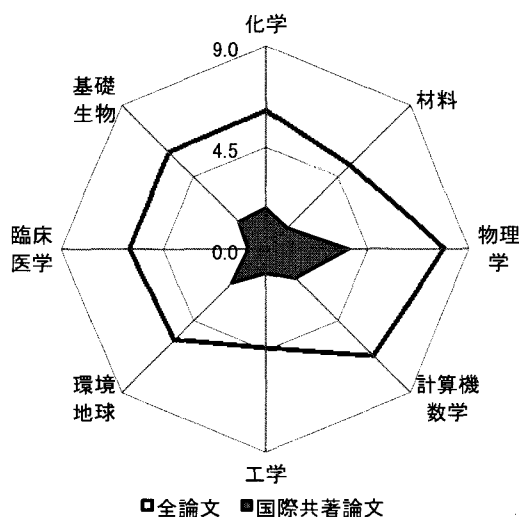 化学
9.0
基礎
生物
材料
4.5
臨床
医学
0.0
物理
学
環境
地球
計算機
数学
工学
全論文 国際共著論文